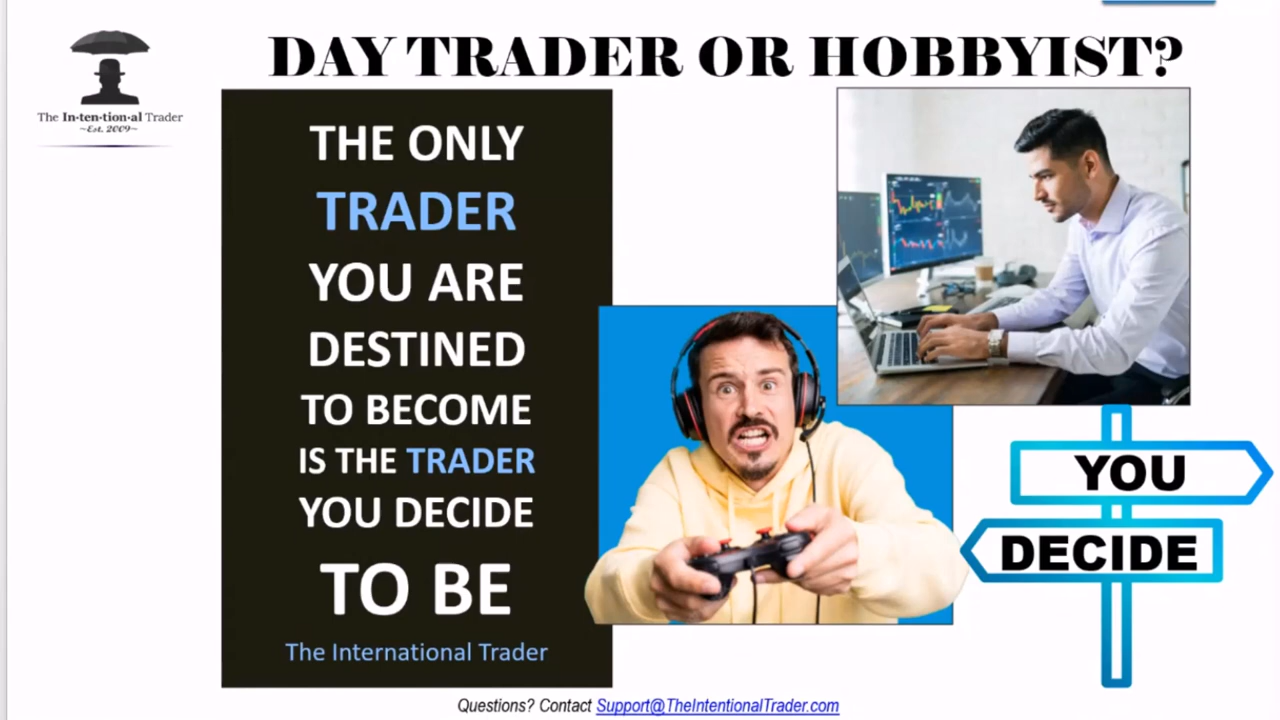 DAY TRADER OR HOBBYIST?
The In•ten•tion•al Trader
~Est. 2009~
THE ONLY
TRADER
YOU ARE
DESTINED
TO BECOME
IS THE TRADER
YOU DECIDE
TO BE
The International Trader
YOU
DECIDE
Questions? Contact Support@TheIntentionalTrader.com